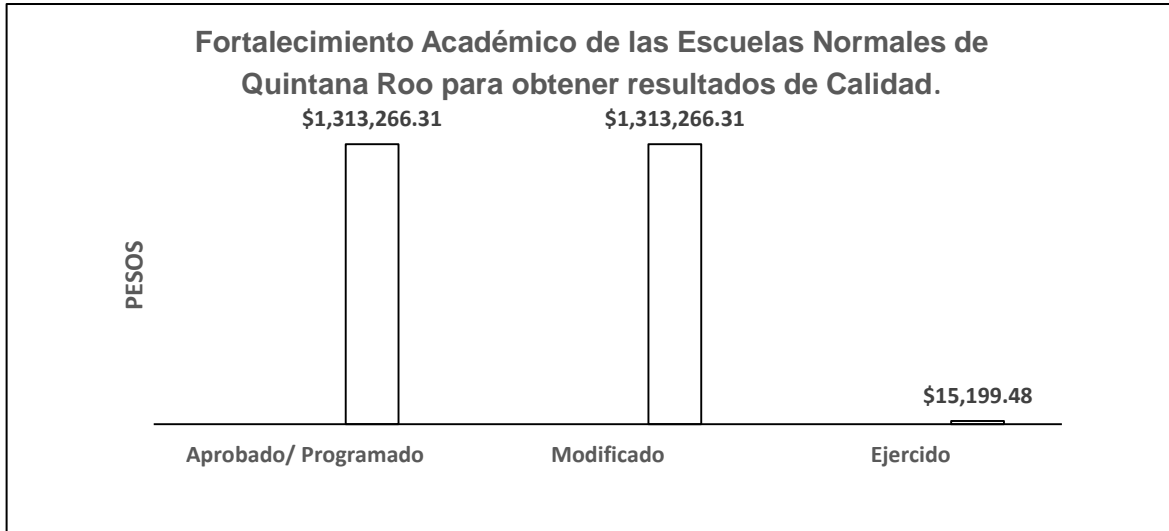 Fortalecimiento Académico de las Escuelas Normales de
Quintana Roo para obtener resultados de Calidad.
$1,313,266.31
$1,313,266.31
$15,199.48
PESOS
Aprobado/ Programado
Modificado
Ejercido